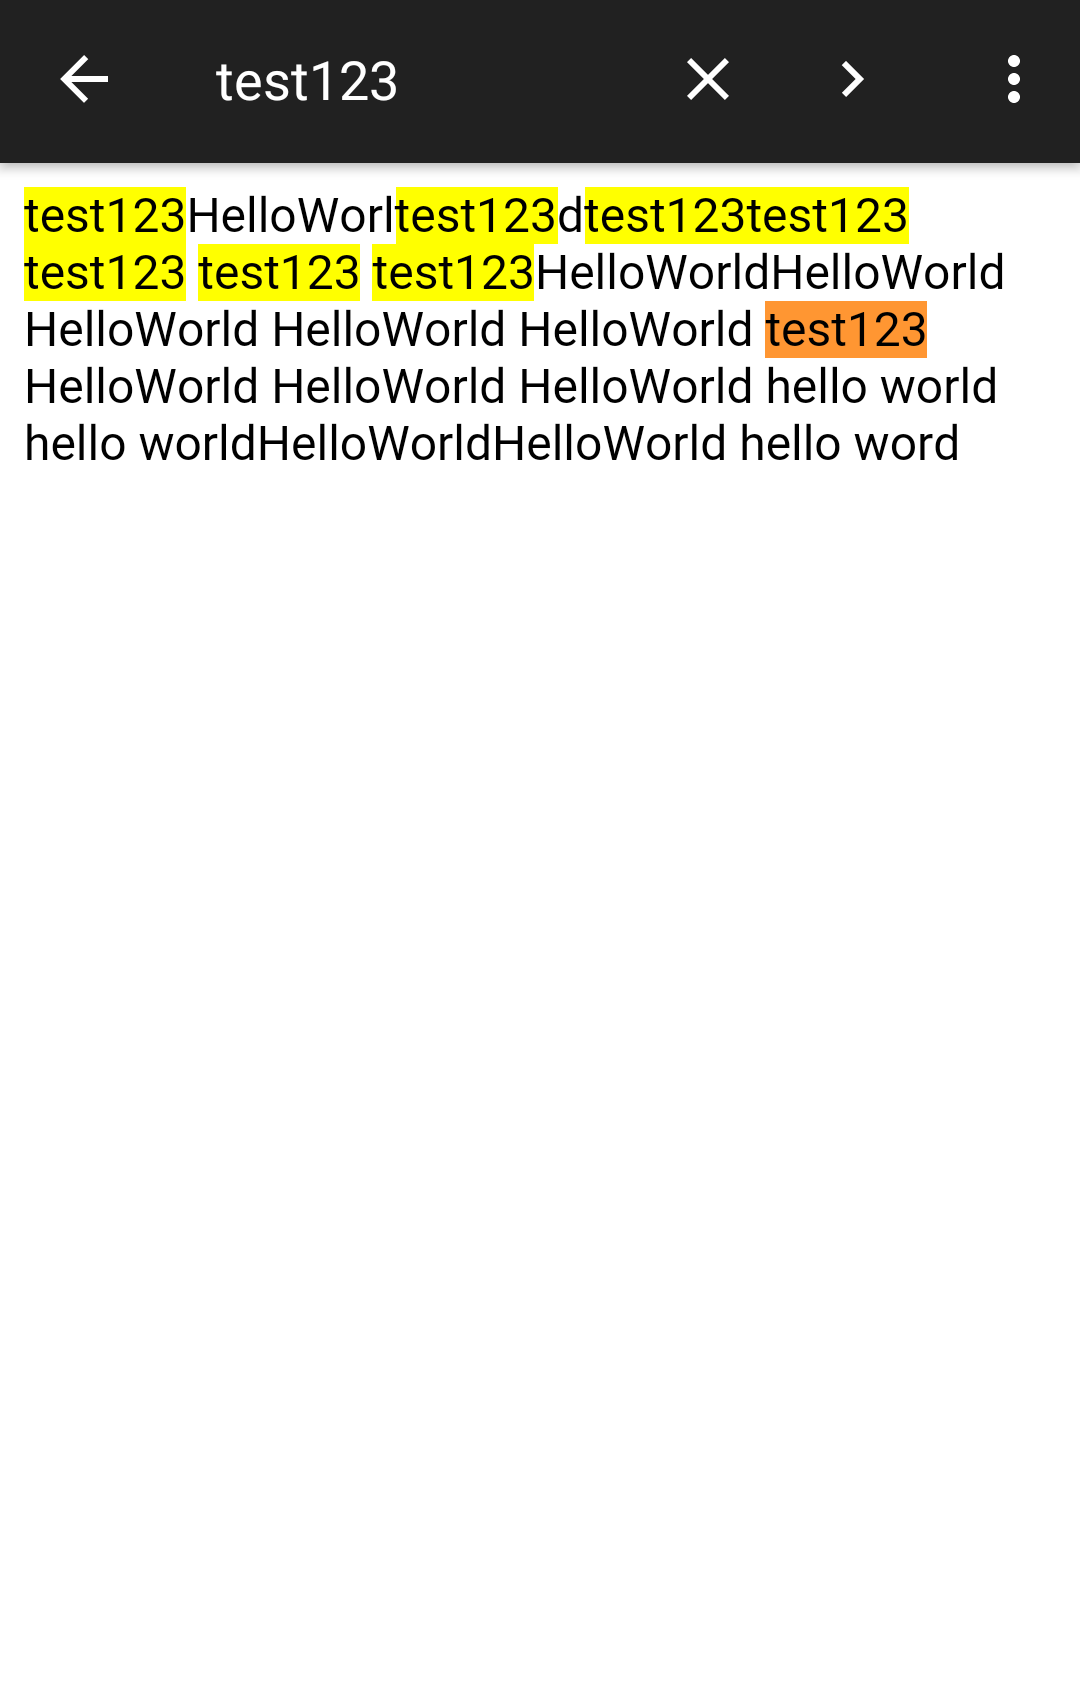 test123
test123HelloWorltest123dtest123test123
test123 test123 test123HelloWorldHelloWorld
HelloWorld HelloWorld HelloWorld test123
HelloWorld HelloWorld HelloWorld hello world
hello worldHelloWorldHelloWorld hello word